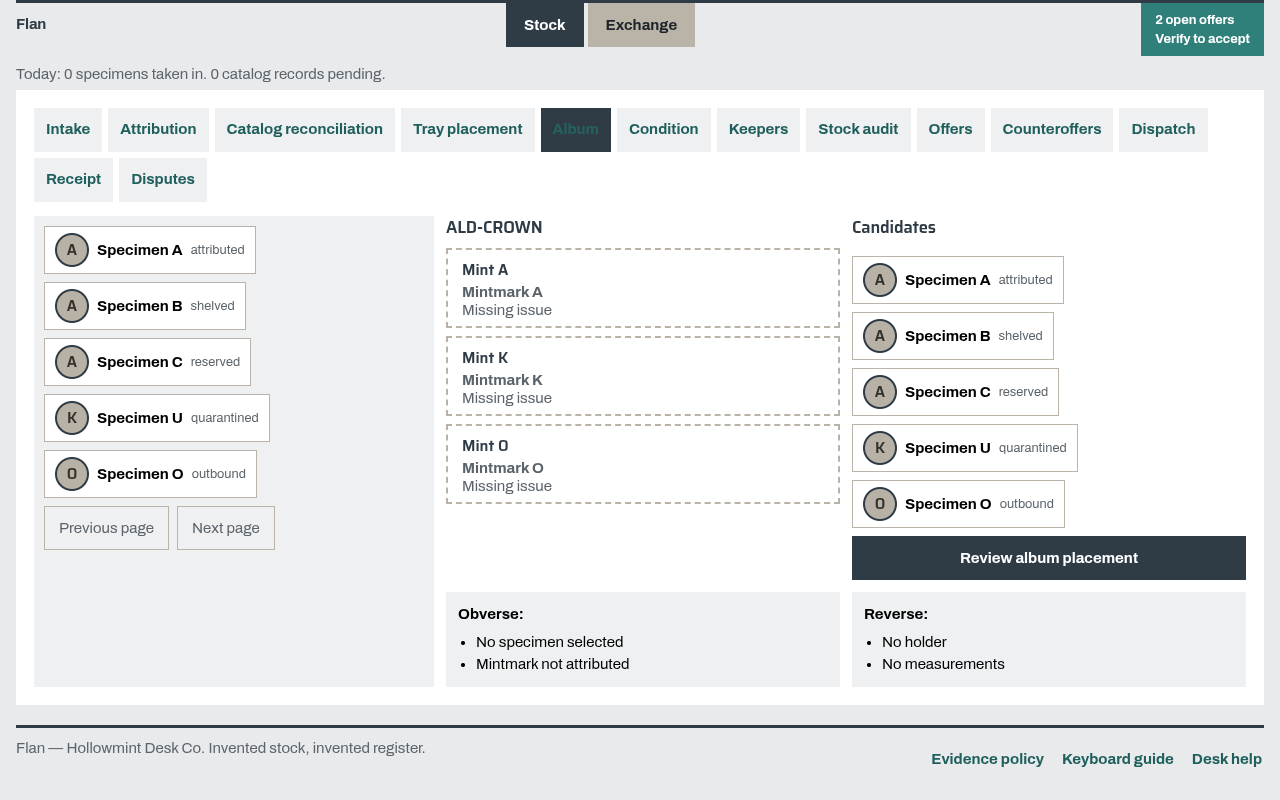 Flan
Stock
Exchange
2 open offers
Verify to accept
Today: 0 specimens taken in. 0 catalog records pending.
Intake
Attribution
Catalog reconciliation
Tray placement
Album
Condition
Keepers
Stock audit
Offers
Counteroffers
Dispatch
Receipt
Disputes
A Specimen A attributed
A Specimen B shelved
A Specimen C reserved
K Specimen U quarantined
O Specimen O outbound
Previous page
Next page
ALD-CROWN
Mint A
Mintmark A
Missing issue
Mint K
Mintmark K
Missing issue
Mint O
Mintmark O
Missing issue
Obverse:
• No specimen selected
• Mintmark not attributed
Candidates
A Specimen A attributed
A Specimen B shelved
A Specimen C reserved
K Specimen U quarantined
O Specimen O outbound
Review album placement
Reverse:
• No holder
• No measurements
Flan — Hollowmint Desk Co. Invented stock, invented register.
Evidence policy
Keyboard guide
Desk help